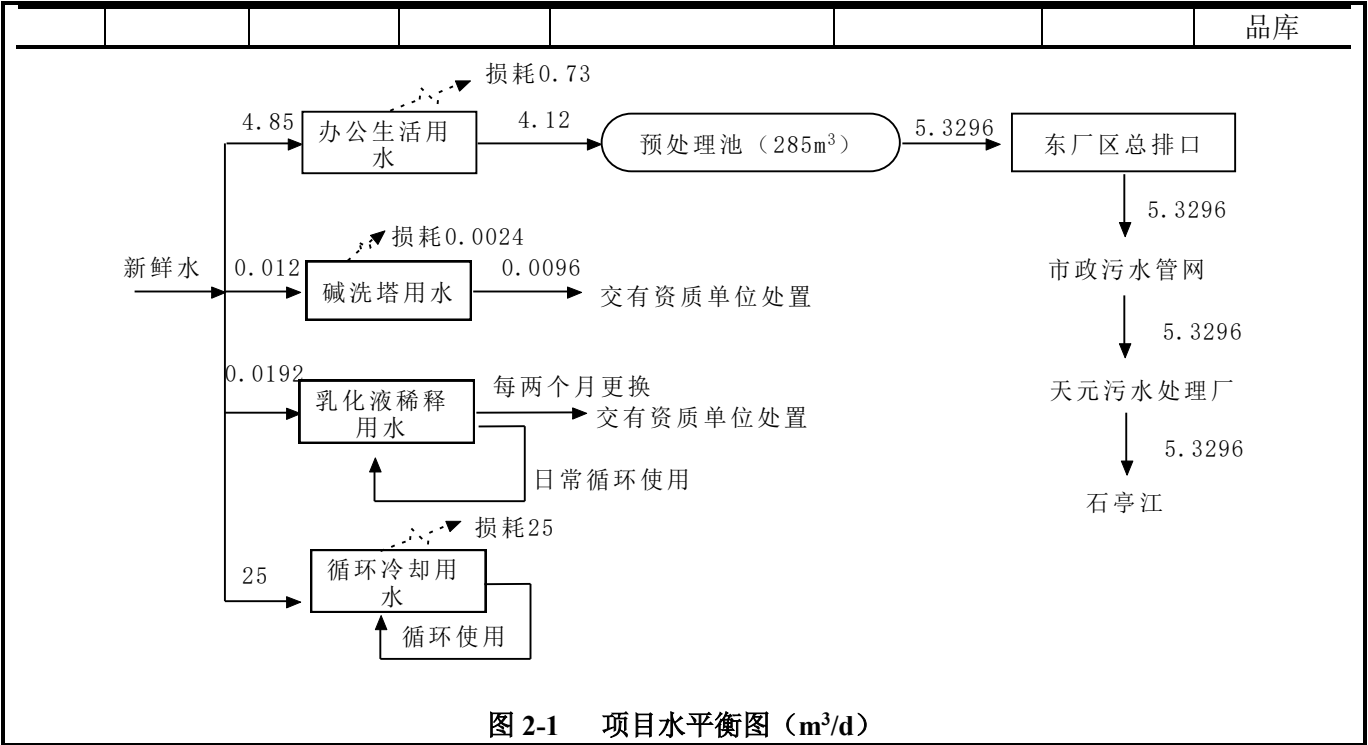 品库
损耗0.73
4.85
办公生活用
水
4.12
预处理池（285m³）
5.3296
东厂区总排口
5.3296
损耗0.0024
新鲜水
0.012
碱洗塔用水
0.0096
交有资质单位处置
市政污水管网
5.3296
0.0192
乳化液稀释
用水
每两个月更换
交有资质单位处置
日常循环使用
天元污水处理厂
5.3296
石亭江
损耗25
25
循环冷却用
水
循环使用
图 2-1 项目水平衡图（m³/d）